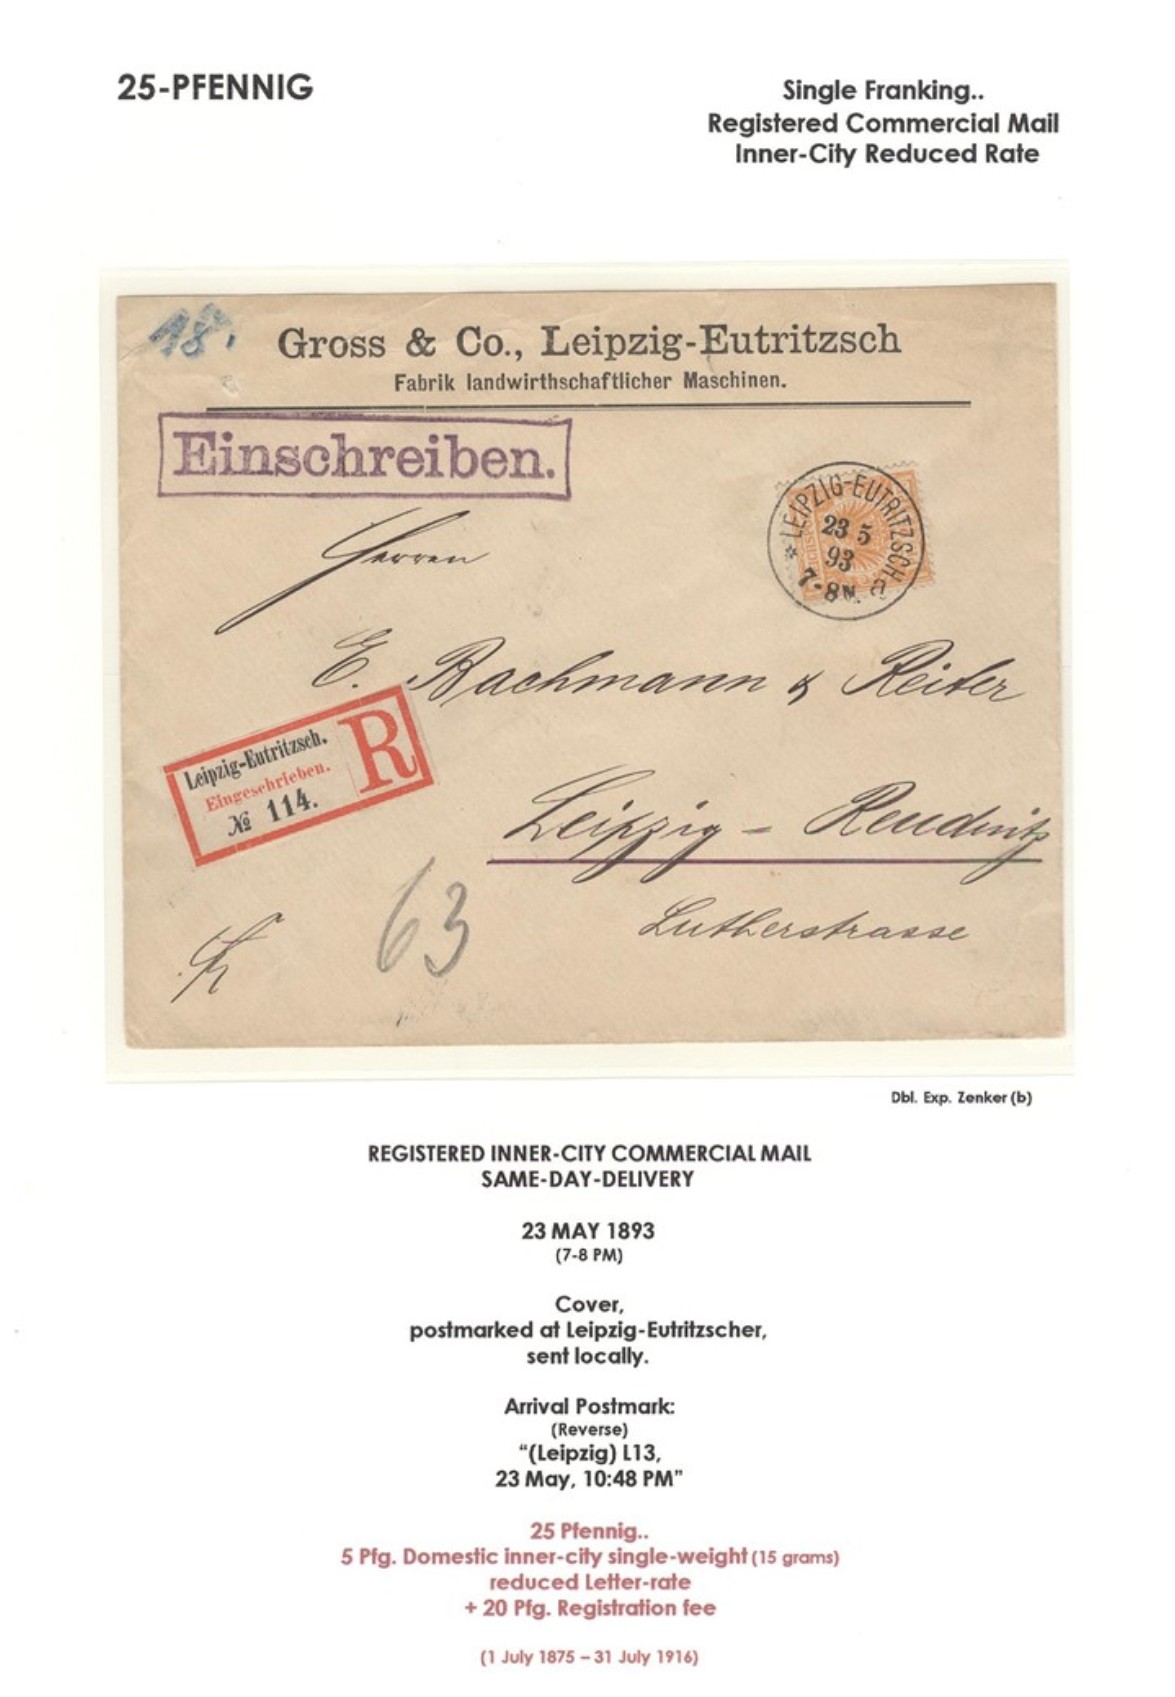 25-PFENNIG
Single Franking..
Registered Commercial Mail
Inner-City Reduced Rate
18.
Gross & Co., Leipzig-Eutritzsch
Fabrik landwirthschaftlicher Maschinen.
Einschreiben.
* LEIPZIG-EUTRITZSCH a
23 5
93
7-8N.
Herren
E. Bachmann & Reiter
Leipzig-Eutritzsch.
Eingeschrieben.
№ 114.
R
Leipzig - Reudnitz
Lutherstrasse
63
Dbl. Exp. Zenker (b)
REGISTERED INNER-CITY COMMERCIAL MAIL
SAME-DAY-DELIVERY
23 MAY 1893
(7-8 PM)
Cover,
postmarked at Leipzig-Eutritzscher,
sent locally.
Arrival Postmark:
(Reverse)
“(Leipzig) L13,
23 May, 10:48 PM”
25 Pfennig..
5 Pfg. Domestic inner-city single-weight (15 grams)
reduced Letter-rate
+ 20 Pfg. Registration fee
(1 July 1875 – 31 July 1916)